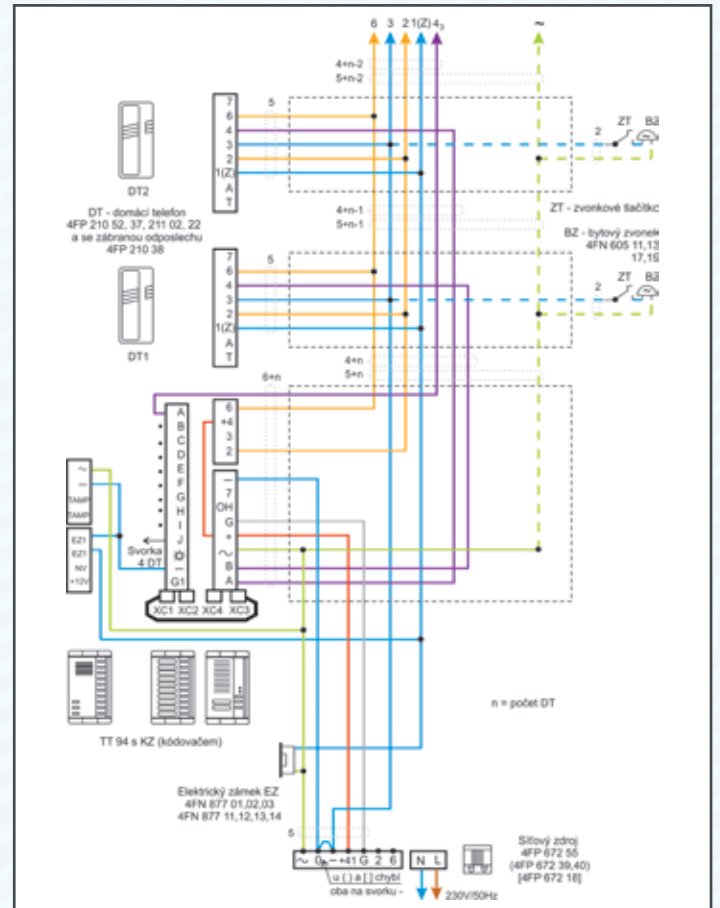 6 3 2 1(Z) 4₃ ~
4+n-2
5+n-2
7
6
4
3
2
1(Z)
A
T
5
2
ZT BZ
DT2
DT - domácí telefon
4FP 210 52, 37, 211 02, 22
a se zábranou odposlechu
4FP 210 38
4+n-1
5+n-1
ZT - zvonkové tlačítko
BZ - bytový zvonek
4FN 605 11,13
17,19
7
6
4
3
2
1(Z)
A
T
5
2
ZT BZ
DT1
4+n
5+n
6+n
A
B
C
D
E
F
G
H
I
J
–
G1
6
+4
3
2
–
7
OH
G
+
~
B
A
~
–
TAMP
TAMP
EZ1
EZ1
NV
+12V
Svorka
4 DT
XC1 XC2 XC4 XC3
TT 94 s KZ (kódovačem)
n = počet DT
Elektrický zámek EZ
4FN 877 01,02,03
4FN 877 11,12,13,14
5
~ 0 – +41 G 2 6
N L
u ( ) a [ ] chybí
oba na svorku -
230V/50Hz
Síťový zdroj
4FP 672 55
(4FP 672 39,40)
[4FP 672 18]